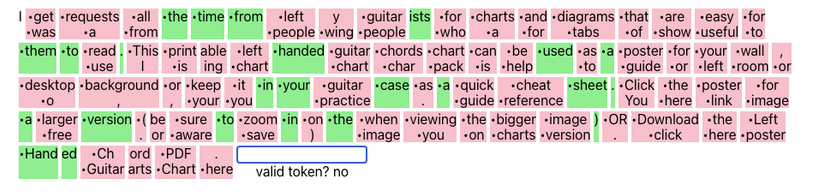 I •get •requests •all •the •time •from •left y •guitar ists •for •charts •and •diagrams •that •are •easy •for
•was •a •from •people •wing •people •who •a •for •tabs •of •show •useful •to
•them •to •read . •This •print able •left •handed •guitar •chords •chart •can •be •used •as •a •poster •for •your •wall ,
•use I •is ing •chart •chart •char •pack •is •help •to •guide •or •left •room •or
•desktop •background , •or •keep •it •in •your •guitar •case •as •a •quick •cheat •sheet . •Click •the •poster •for
•o , , •your •you •practice . •guide •reference You •here •link •image
•a •larger •version •( be •sure •to •zoom •in •on •the •when •viewing •the •bigger •image ) •OR •Download •the •Left
•free or •aware •save ) •image •you •on •charts •version . •click •here •poster
•Hand ed •Ch ord •PDF .
•Guitar arts •Chart •here
valid token? no